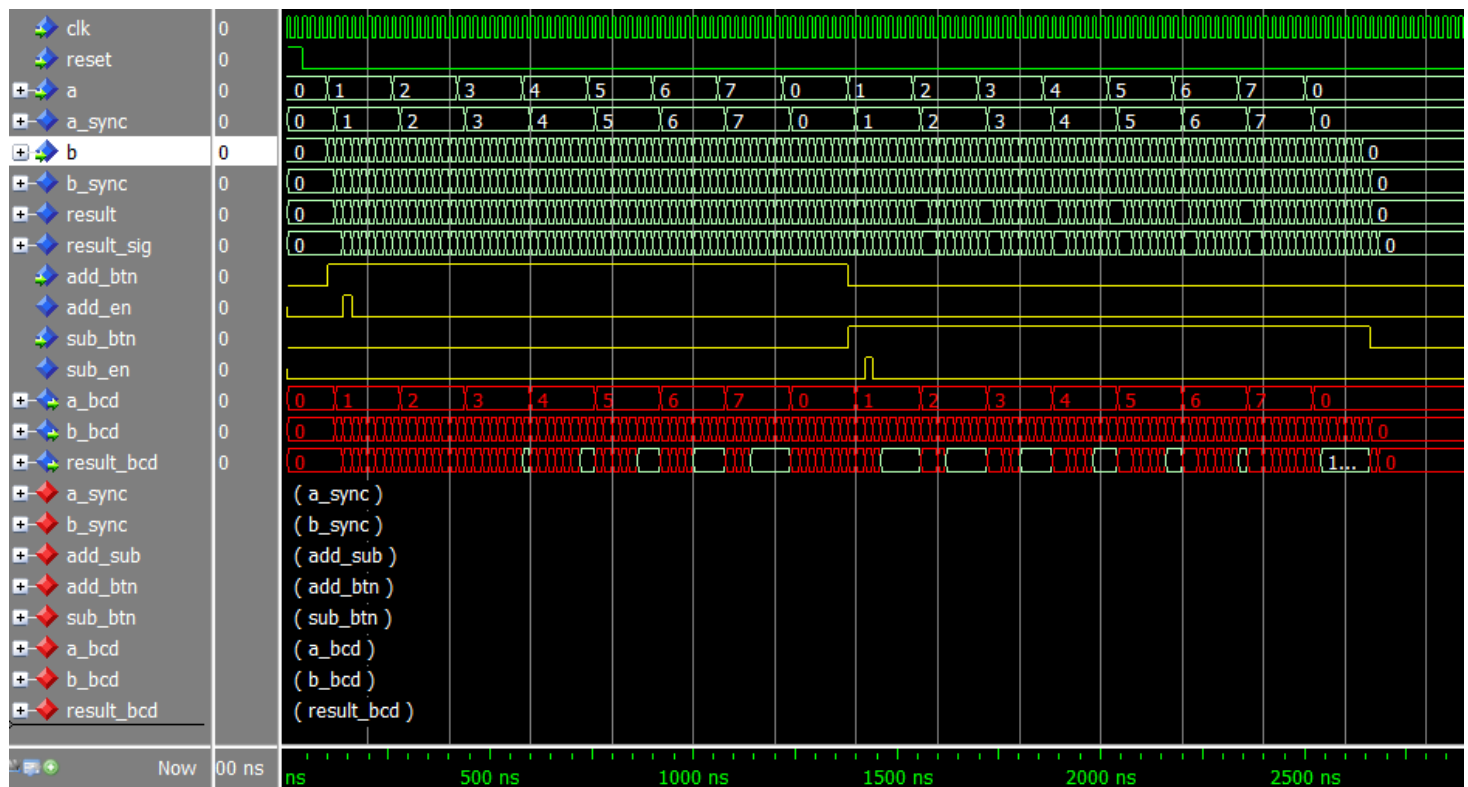 clk 0
reset 0
a 0 0 1 2 3 4 5 6 7 0 1 2 3 4 5 6 7 0
a_sync 0 0 1 2 3 4 5 6 7 0 1 2 3 4 5 6 7 0
b 0 0 0
b_sync 0 0 0
result 0 0 0
result_sig 0 0 0
add_btn 0
add_en 0
sub_btn 0
sub_en 0
a_bcd 0 0 1 2 3 4 5 6 7 0 1 2 3 4 5 6 7 0
b_bcd 0 0 0
result_bcd 0 0 1... 0
a_sync ( a_sync )
b_sync ( b_sync )
add_sub ( add_sub )
add_btn ( add_btn )
sub_btn ( sub_btn )
a_bcd ( a_bcd )
b_bcd ( b_bcd )
result_bcd ( result_bcd )
Now 00 ns ns 500 ns 1000 ns 1500 ns 2000 ns 2500 ns